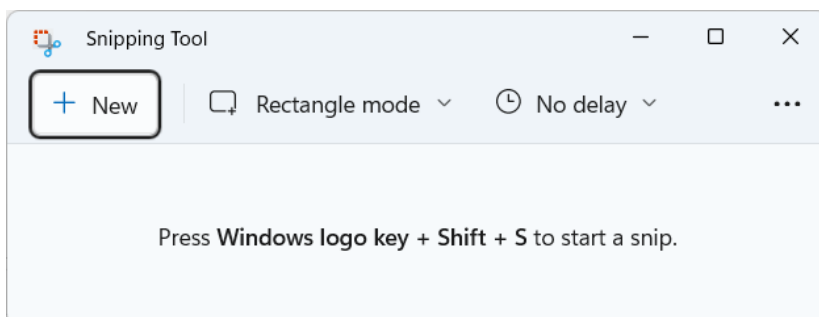 Snipping Tool
New
Rectangle mode
No delay
Press Windows logo key + Shift + S to start a snip.